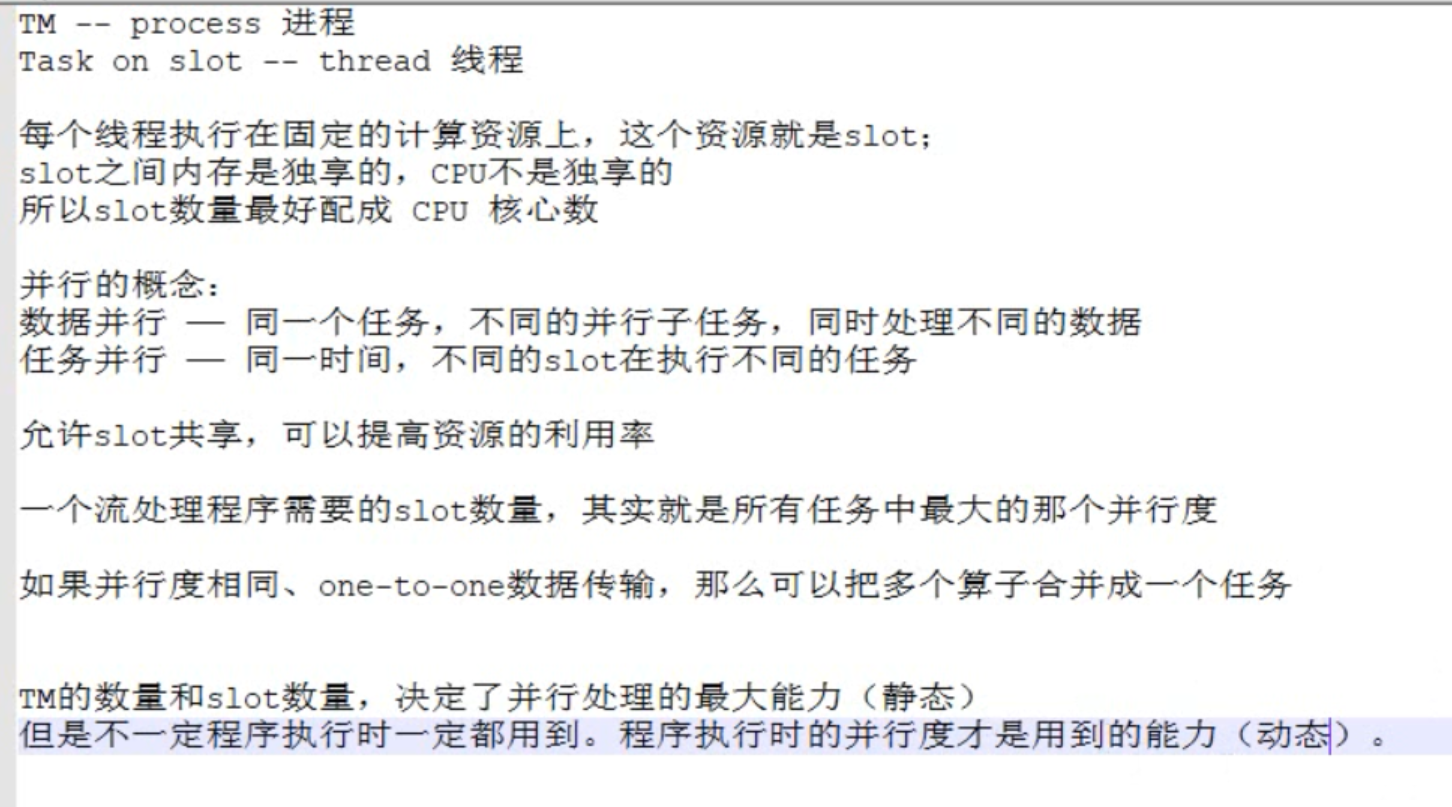 TM -- process 进程
Task on slot -- thread 线程
每个线程执行在固定的计算资源上，这个资源就是slot；
slot之间内存是独享的，CPU不是独享的
所以slot数量最好配成 CPU 核心数
并行的概念：
数据并行 —— 同一个任务，不同的并行子任务，同时处理不同的数据
任务并行 —— 同一时间，不同的slot在执行不同的任务
允许slot共享，可以提高资源的利用率
一个流处理程序需要的slot数量，其实就是所有任务中最大的那个并行度
如果并行度相同、one-to-one数据传输，那么可以把多个算子合并成一个任务
TM的数量和slot数量，决定了并行处理的最大能力（静态）
但是不一定程序执行时一定都用到。程序执行时的并行度才是用到的能力（动态）。